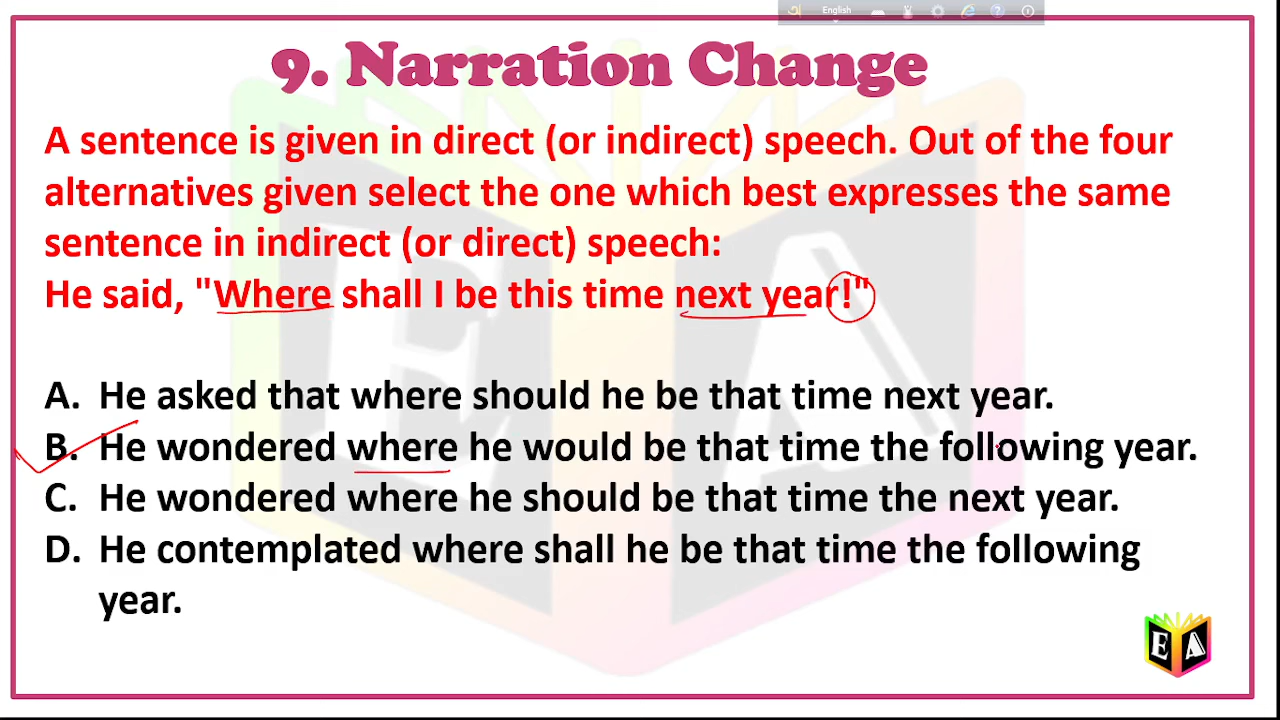 অ English
9. Narration Change
A sentence is given in direct (or indirect) speech. Out of the four
alternatives given select the one which best expresses the same
sentence in indirect (or direct) speech:
He said, "Where shall I be this time next year!"
A. He asked that where should he be that time next year.
B. He wondered where he would be that time the following year.
C. He wondered where he should be that time the next year.
D. He contemplated where shall he be that time the following
year.
E A